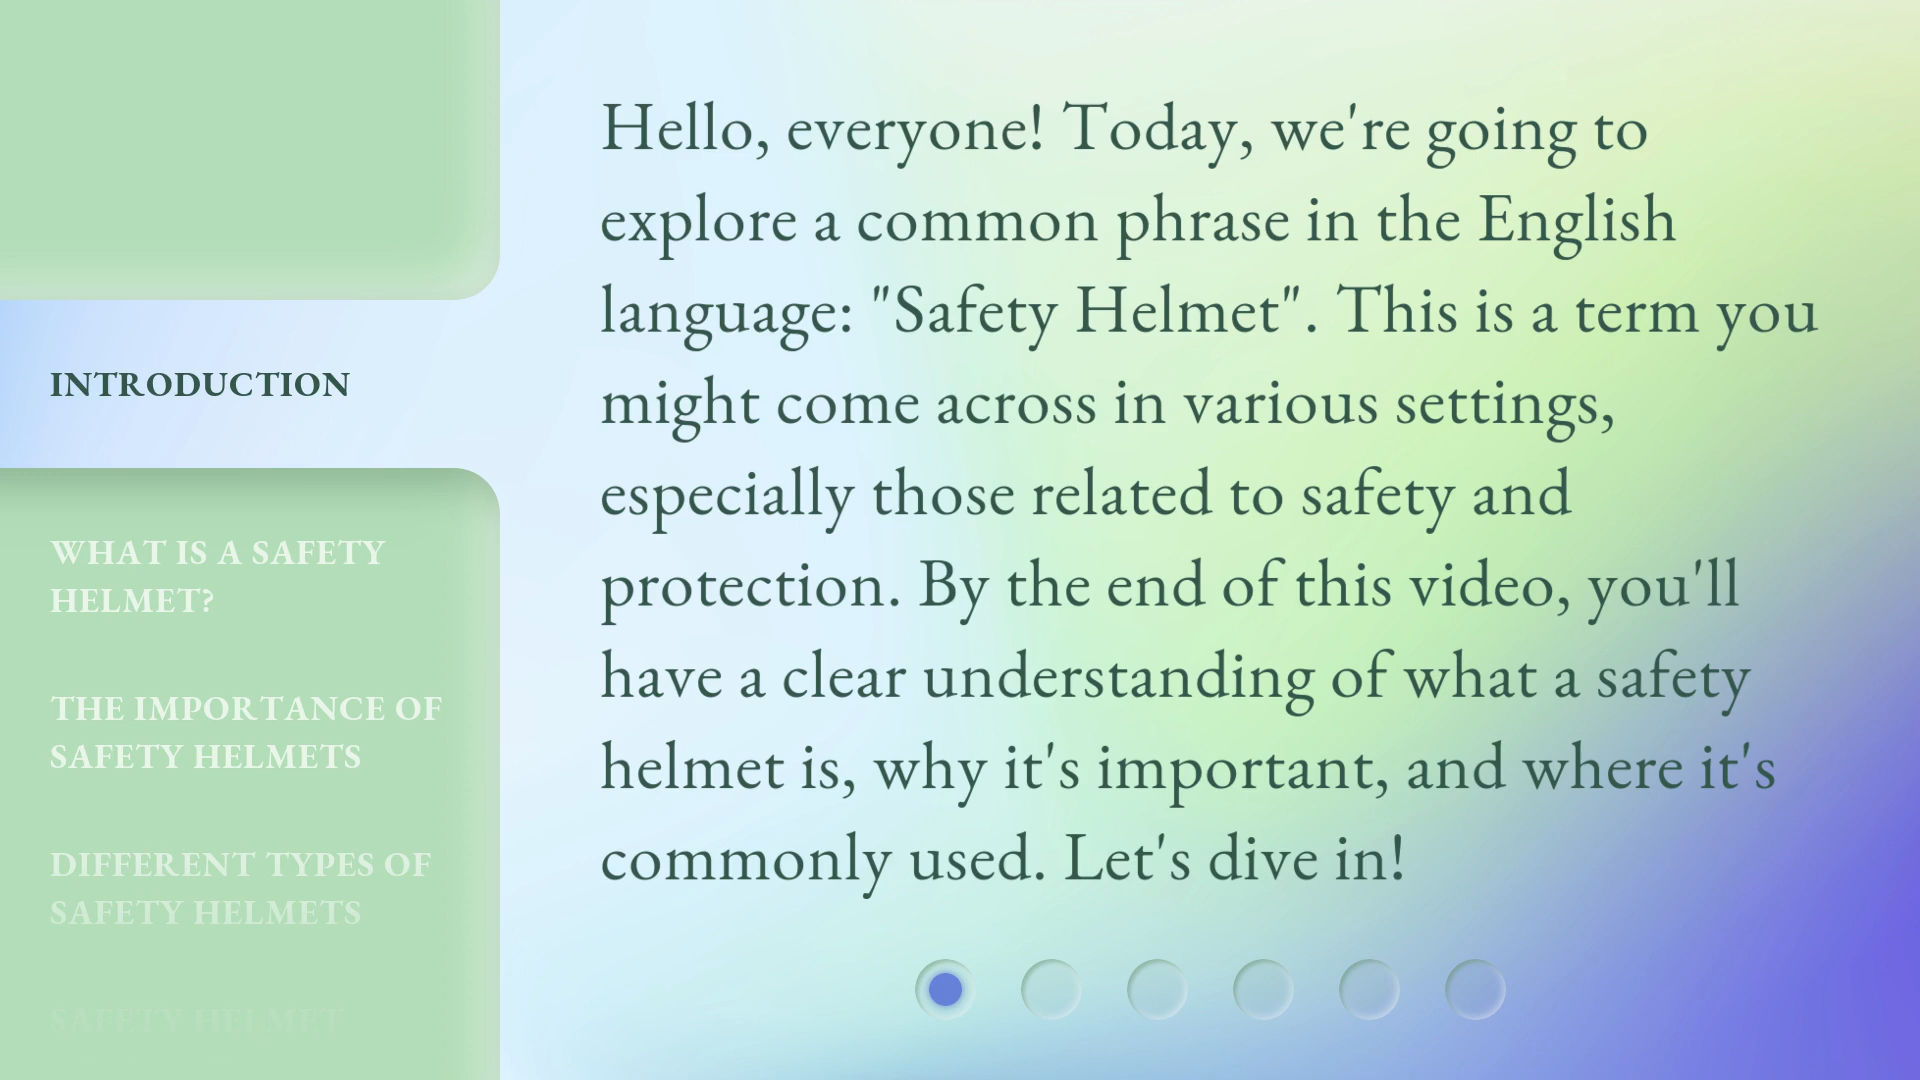 INTRODUCTION
WHAT IS A SAFETY
HELMET?
THE IMPORTANCE OF
SAFETY HELMETS
DIFFERENT TYPES OF
SAFETY HELMETS
SAFETY HELMET
Hello, everyone! Today, we're going to
explore a common phrase in the English
language: "Safety Helmet". This is a term you
might come across in various settings,
especially those related to safety and
protection. By the end of this video, you'll
have a clear understanding of what a safety
helmet is, why it's important, and where it's
commonly used. Let's dive in!